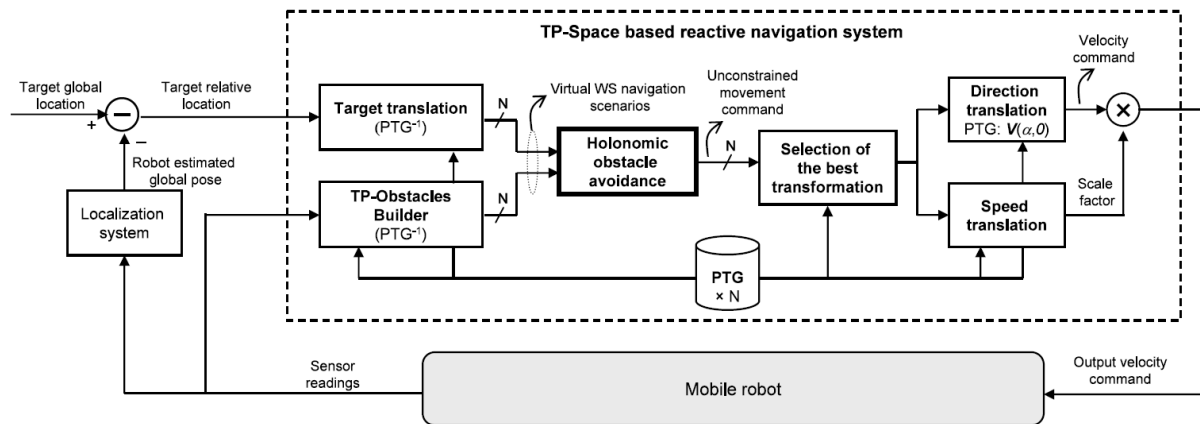 TP-Space based reactive navigation system
Target global
location
+
−
−
Target relative
location
Robot estimated
global pose
Localization
system
Target translation
(PTG⁻¹)
N
TP-Obstacles
Builder
(PTG⁻¹)
N
Virtual WS navigation
scenarios
Holonomic
obstacle
avoidance
Unconstrained
movement
command
N
Selection of
the best
transformation
Direction
translation
PTG: V(α,0)
Velocity
command
×
Speed
translation
Scale
factor
PTG
× N
Sensor
readings
Mobile robot
Output velocity
command